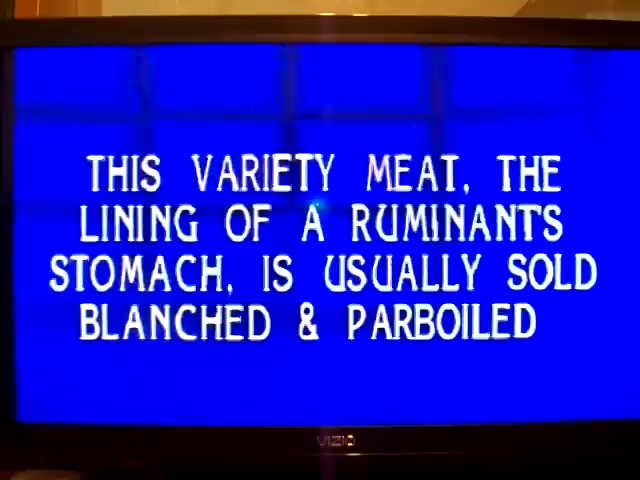 THIS VARIETY MEAT, THE
LINING OF A RUMINANT'S
STOMACH, IS USUALLY SOLD
BLANCHED & PARBOILED
VIZIO